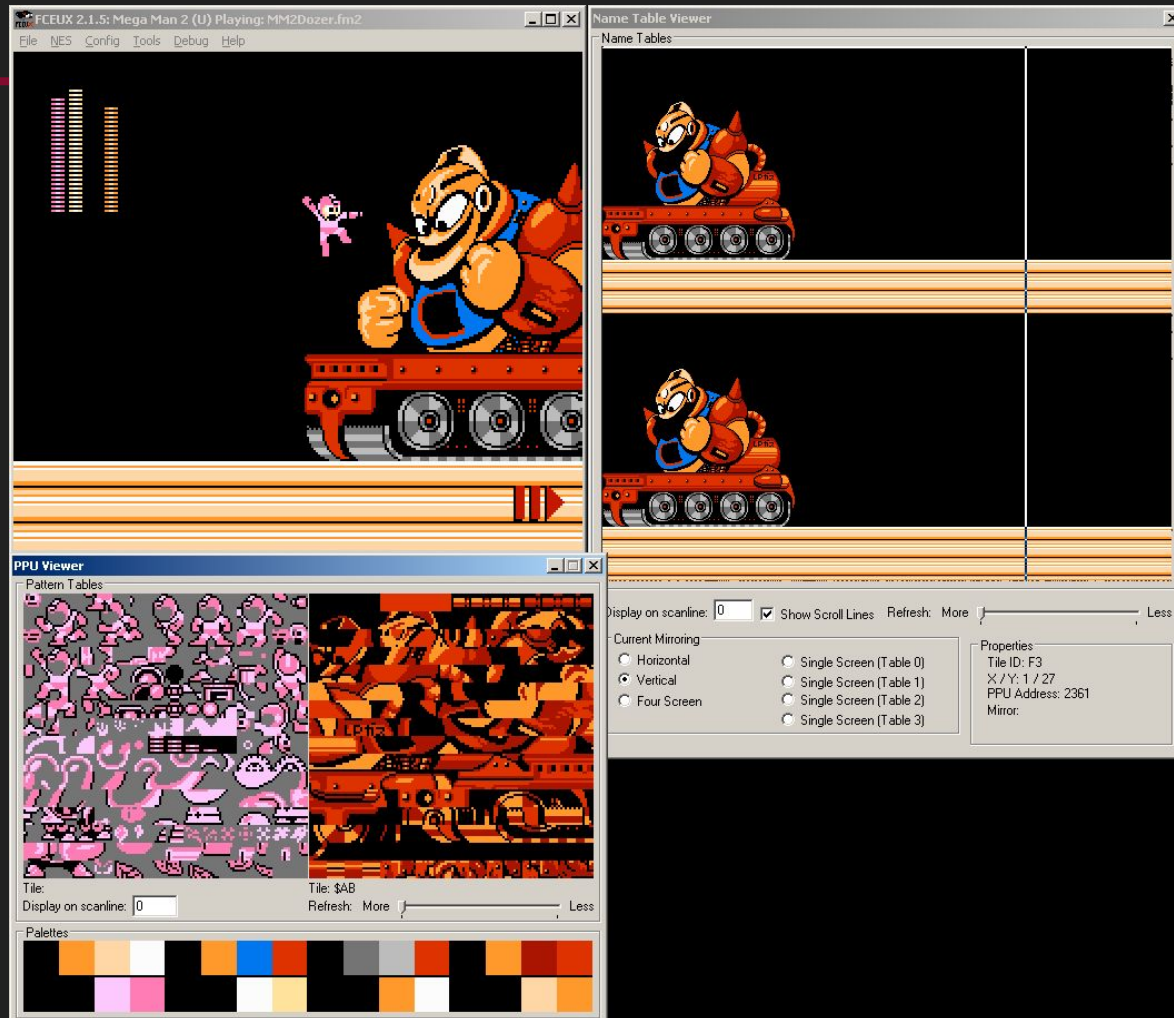 FCEUX 2.1.5: Mega Man 2 (U) Playing: MM2Dozer.fm2
File NES Config Tools Debug Help
Name Table Viewer
Name Tables
Display on scanline: 0 Show Scroll Lines Refresh: More Less
Current Mirroring
Horizontal
Vertical
Four Screen
Single Screen (Table 0)
Single Screen (Table 1)
Single Screen (Table 2)
Single Screen (Table 3)
Properties
Tile ID: F3
X / Y: 1 / 27
PPU Address: 2361
Mirror:
PPU Viewer
Pattern Tables
Tile:
Tile: $AB
Display on scanline: 0
Refresh: More Less
Palettes